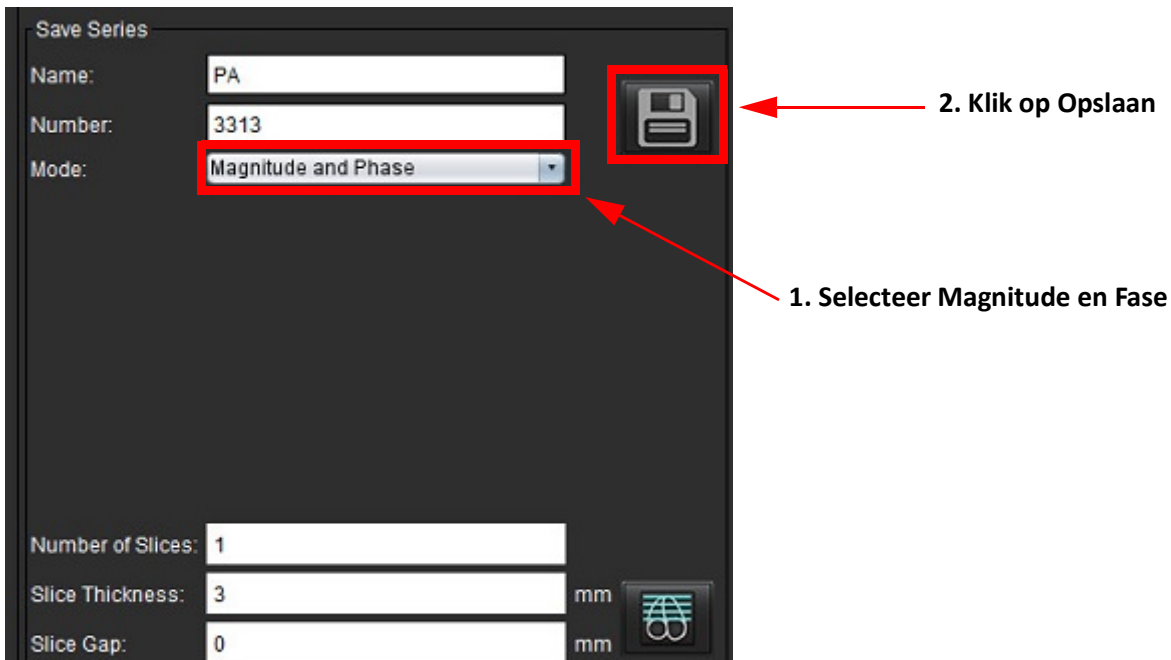 Save Series
Name: PA
Number: 3313
Mode: Magnitude and Phase
2. Klik op Opslaan
1. Selecteer Magnitude en Fase
Number of Slices: 1
Slice Thickness: 3 mm
Slice Gap: 0 mm